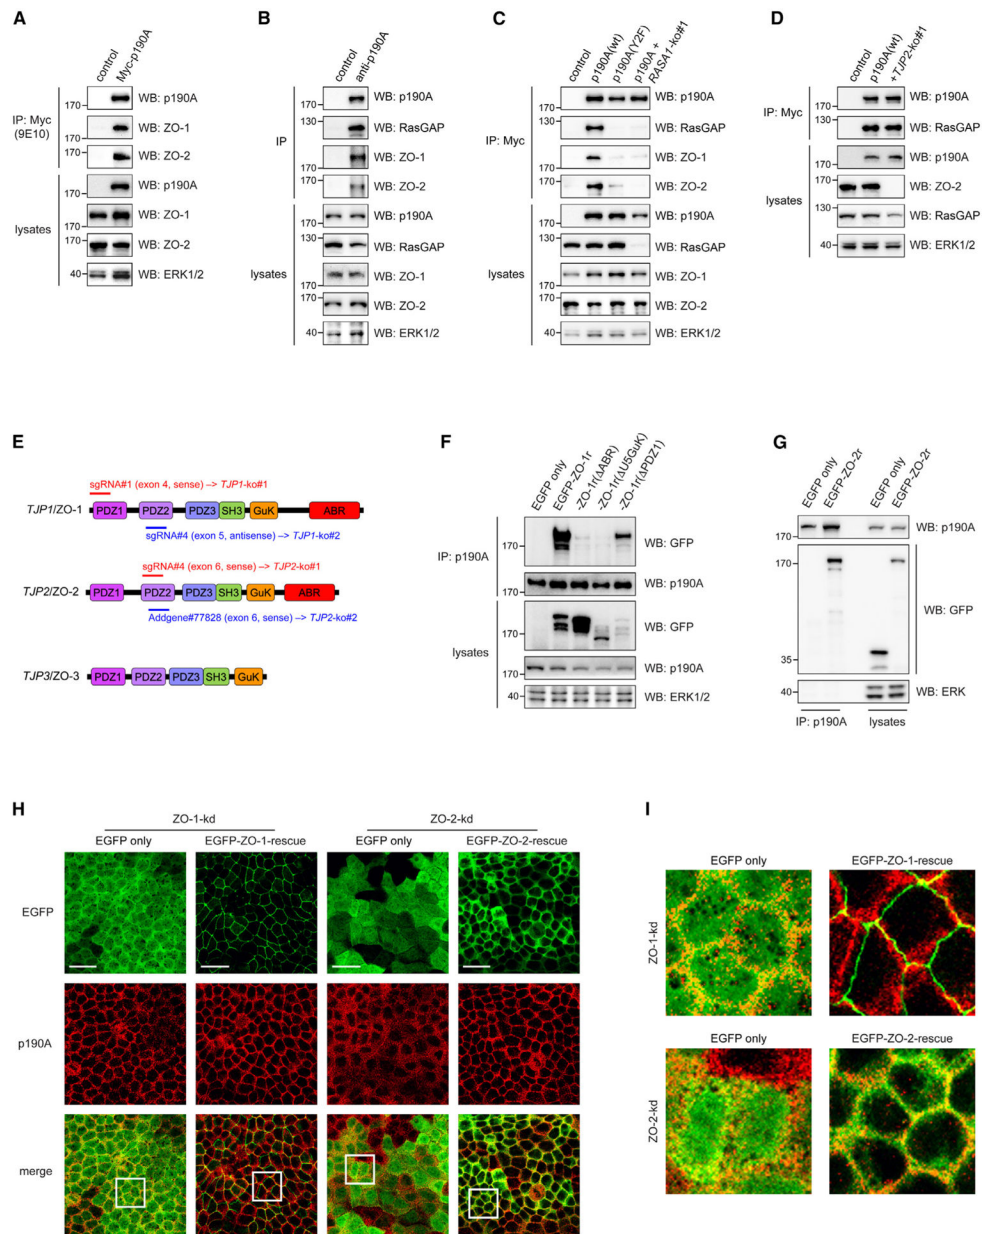 A
control
Myc-p190A
IP: Myc
(9E10)
170
WB: p190A
170
WB: ZO-1
170
WB: ZO-2
lysates
170
WB: p190A
170
WB: ZO-1
170
WB: ZO-2
40
WB: ERK1/2
B
control
anti-p190A
IP
170
WB: p190A
130
WB: RasGAP
170
WB: ZO-1
170
WB: ZO-2
lysates
170
WB: p190A
130
WB: RasGAP
170
WB: ZO-1
170
WB: ZO-2
40
WB: ERK1/2
C
control
p190A(wt)
p190A(Y2F)
p190A +
RASA1-ko#1
IP: Myc
170
WB: p190A
130
WB: RasGAP
170
WB: ZO-1
170
WB: ZO-2
lysates
170
WB: p190A
130
WB: RasGAP
170
WB: ZO-1
170
WB: ZO-2
40
WB: ERK1/2
D
control
p190A(wt)
+TJP2-ko#1
IP: Myc
170
WB: p190A
130
WB: RasGAP
lysates
170
WB: p190A
170
WB: ZO-2
130
WB: RasGAP
40
WB: ERK1/2
E
sgRNA#1 (exon 4, sense) –> TJP1-ko#1
TJP1/ZO-1
PDZ1 PDZ2 PDZ3 SH3 GuK ABR
sgRNA#4 (exon 5, antisense) –> TJP1-ko#2
sgRNA#4 (exon 6, sense) –> TJP2-ko#1
TJP2/ZO-2
PDZ1 PDZ2 PDZ3 SH3 GuK ABR
Addgene#77828 (exon 6, sense) –> TJP2-ko#2
TJP3/ZO-3
PDZ1 PDZ2 PDZ3 SH3 GuK
F
EGFP only
EGFP-ZO-1r
-ZO-1r(ΔABR)
-ZO-1r(ΔU5GuK)
-ZO-1r(ΔPDZ1)
IP: p190A
170
WB: GFP
170
WB: p190A
lysates
170
WB: GFP
170
WB: p190A
40
WB: ERK1/2
G
EGFP only
EGFP-ZO-2r
EGFP only
EGFP-ZO-2r
170
WB: p190A
170
35
WB: GFP
40
WB: ERK
IP: p190A
lysates
H
ZO-1-kd
ZO-2-kd
EGFP only
EGFP-ZO-1-rescue
EGFP only
EGFP-ZO-2-rescue
EGFP
p190A
merge
I
EGFP only
EGFP-ZO-1-rescue
ZO-1-kd
EGFP only
EGFP-ZO-2-rescue
ZO-2-kd